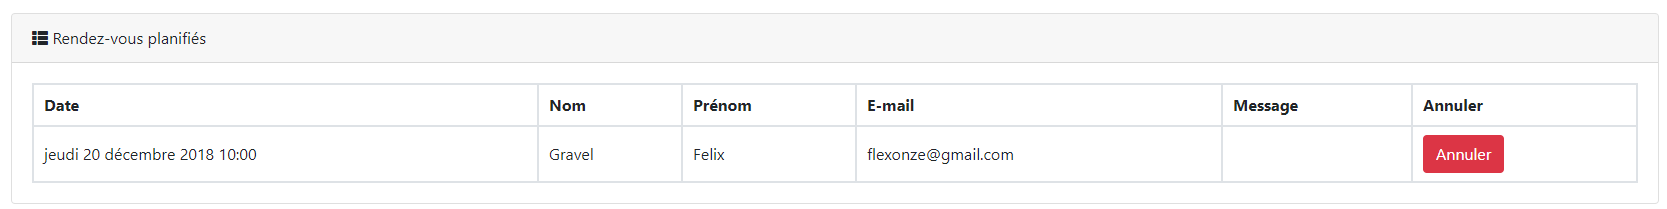 Rendez-vous planifiés
Date Nom Prénom E-mail Message Annuler
jeudi 20 décembre 2018 10:00 Gravel Felix flexonze@gmail.com Annuler